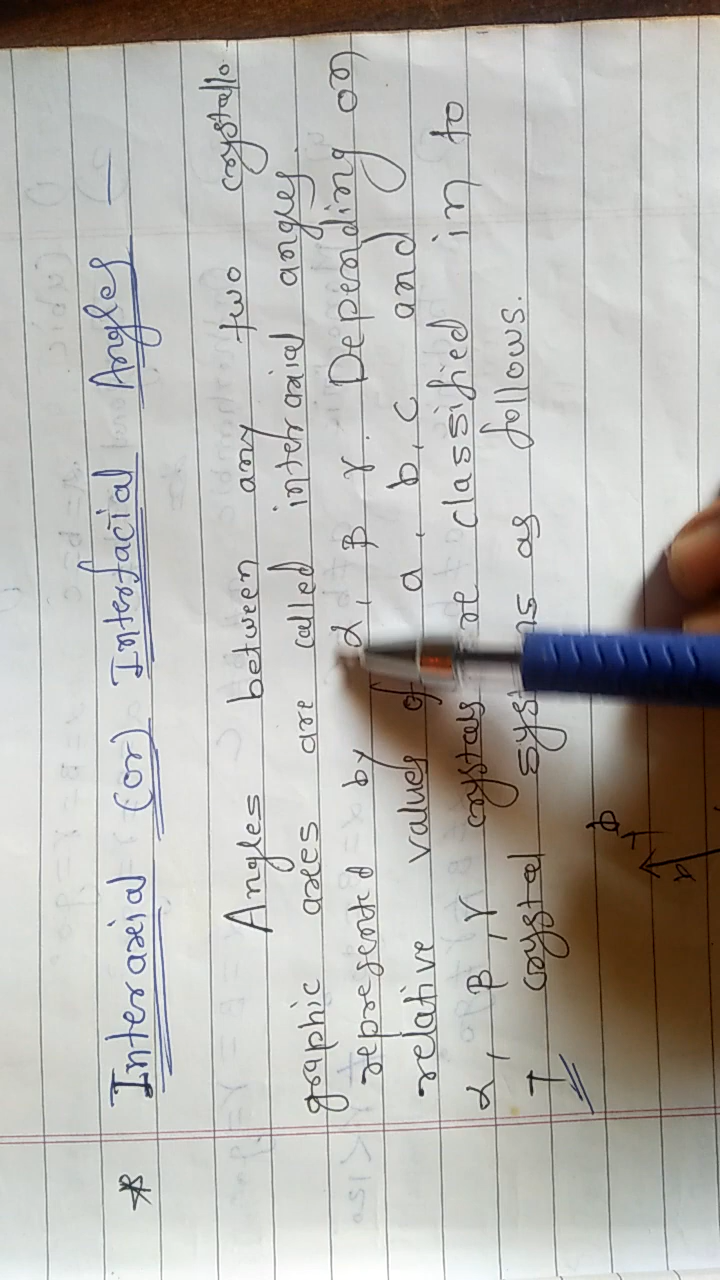 * Interaxial (or) Interfacial Angles -
Angles between any two crystallo-
graphic axes are called interaxial angles.
represented by α, β γ. Depending on
relative values of a, b, c and
α, β, γ crystals are classified in to
7 crystal systems as follows.
b